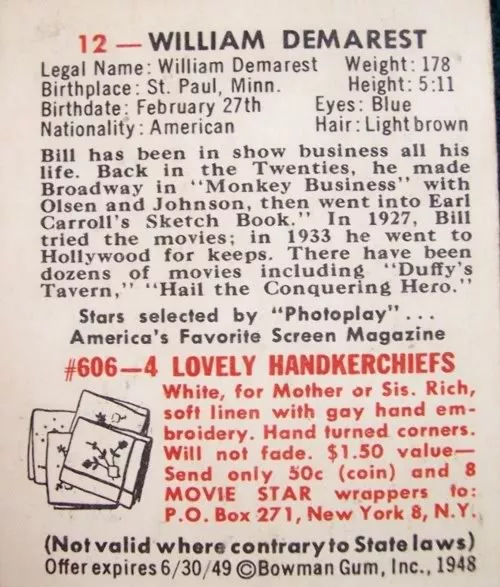 12 — WILLIAM DEMAREST
Legal Name: William Demarest Weight: 178
Birthplace: St. Paul, Minn. Height: 5:11
Birthdate: February 27th Eyes: Blue
Nationality: American Hair: Light brown
Bill has been in show business all his
life. Back in the Twenties, he made
Broadway in "Monkey Business" with
Olsen and Johnson, then went into Earl
Carroll's Sketch Book." In 1927, Bill
tried the movies; in 1933 he went to
Hollywood for keeps. There have been
dozens of movies including "Duffy's
Tavern," "Hail the Conquering Hero."
Stars selected by "Photoplay"...
America's Favorite Screen Magazine
#606—4 LOVELY HANDKERCHIEFS
White, for Mother or Sis. Rich,
soft linen with gay hand em-
broidery. Hand turned corners.
Will not fade. $1.50 value—
Send only 50c (coin) and 8
MOVIE STAR wrappers to:
P.O. Box 271, New York 8, N.Y.
(Not valid where contrary to State laws)
Offer expires 6/30/49 ©Bowman Gum, Inc., 1948